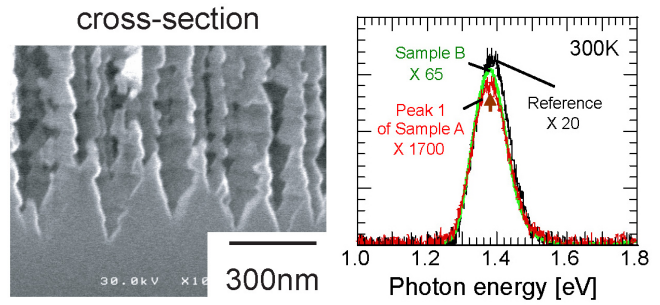 cross-section
30.0kV X10
300nm
300K
Sample B
X 65
Reference
X 20
Peak 1
of Sample A
X 1700
1.0 1.2 1.4 1.6 1.8
Photon energy [eV]